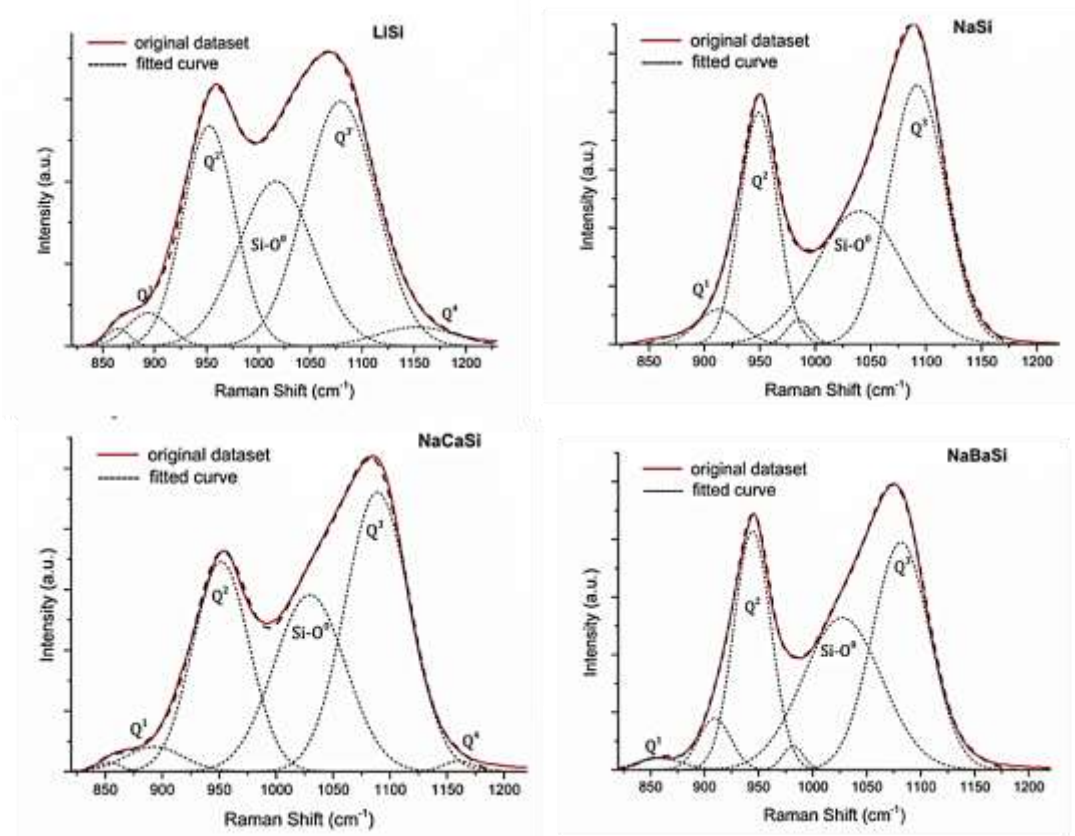 LiSi
original dataset
fitted curve
Intensity (a.u.)
Q²
Q³
Si-O⁰
Q⁴
850 900 950 1000 1050 1100 1150 1200
Raman Shift (cm⁻¹)
NaSi
original dataset
fitted curve
Intensity (a.u.)
Q³
Q²
Si-O⁰
Q¹
850 900 950 1000 1050 1100 1150 1200
Raman Shift (cm⁻¹)
NaCaSi
original dataset
fitted curve
Intensity (a.u.)
Q³
Q²
Si-O⁰
Q¹
Q⁴
850 900 950 1000 1050 1100 1150 1200
Raman Shift (cm⁻¹)
NaBaSi
original dataset
fitted curve
Intensity (a.u.)
Q³
Q²
Si-O⁰
Q¹
850 900 950 1000 1050 1100 1150 1200
Raman Shift (cm⁻¹)